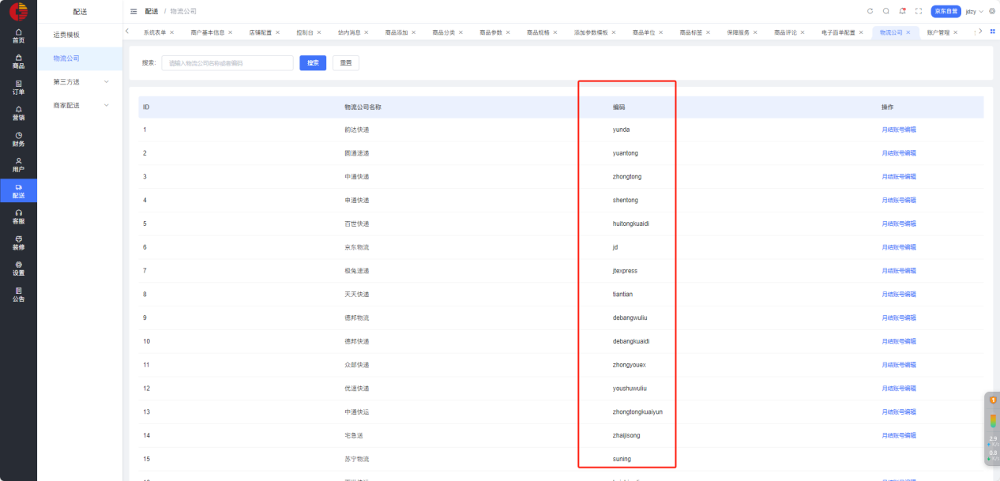 配送
配送 / 物流公司
京东自营 jdzy
系统表单 × 商户基本信息 × 店铺配置 × 控制台 × 站内消息 × 商品添加 × 商品分类 × 商品参数 × 商品规格 × 添加参数模板 × 商品单位 × 商品标签 × 保障服务 × 商品评论 × 电子面单配置 × 物流公司 × 账户管理 ×
首页
商品
订单
营销
财务
用户
配送
客服
装修
设置
公告
运费模板
物流公司
第三方送
商家配送
搜索: 请输入物流公司名称或者编码 搜索 重置
ID 物流公司名称 编码 操作
1 韵达快递 yunda 月结账号编辑
2 圆通速递 yuantong 月结账号编辑
3 中通快递 zhongtong 月结账号编辑
4 申通快递 shentong 月结账号编辑
5 百世快递 huitongkuaidi 月结账号编辑
6 京东物流 jd 月结账号编辑
7 极兔速递 jtexpress 月结账号编辑
8 天天快递 tiantian 月结账号编辑
9 德邦物流 debangwuliu 月结账号编辑
10 德邦快递 debangkuaidi 月结账号编辑
11 众邮快递 zhongyouex 月结账号编辑
12 优速快递 youshuwuliu 月结账号编辑
13 中通快运 zhongtongkuaiyun 月结账号编辑
14 宅急送 zhaijisong 月结账号编辑
15 苏宁物流 suning
2.9
0.8